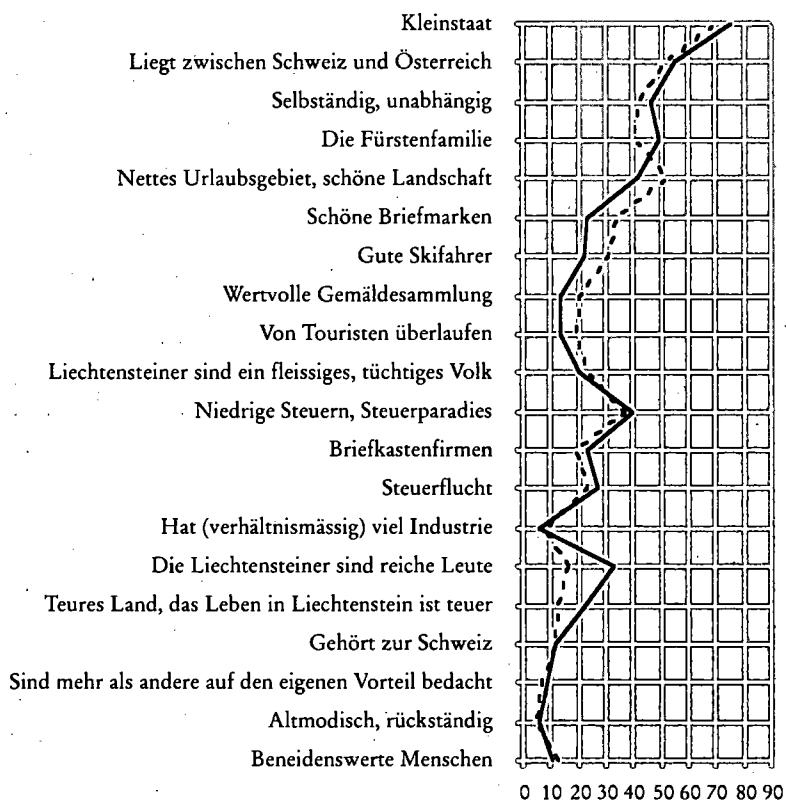 Kleinstaat
Liegt zwischen Schweiz und Österreich
Selbständig, unabhängig
Die Fürstenfamilie
Nettes Urlaubsgebiet, schöne Landschaft
Schöne Briefmarken
Gute Skifahrer
Wertvolle Gemäldesammlung
Von Touristen überlaufen
Liechtensteiner sind ein fleissiges, tüchtiges Volk
Niedrige Steuern, Steuerparadies
Briefkastenfirmen
Steuerflucht
Hat (verhältnismässig) viel Industrie
Die Liechtensteiner sind reiche Leute
Teures Land, das Leben in Liechtenstein ist teuer
Gehört zur Schweiz
Sind mehr als andere auf den eigenen Vorteil bedacht
Altmodisch, rückständig
Beneidenswerte Menschen
0 10 20 30 40 50 60 70 80 90